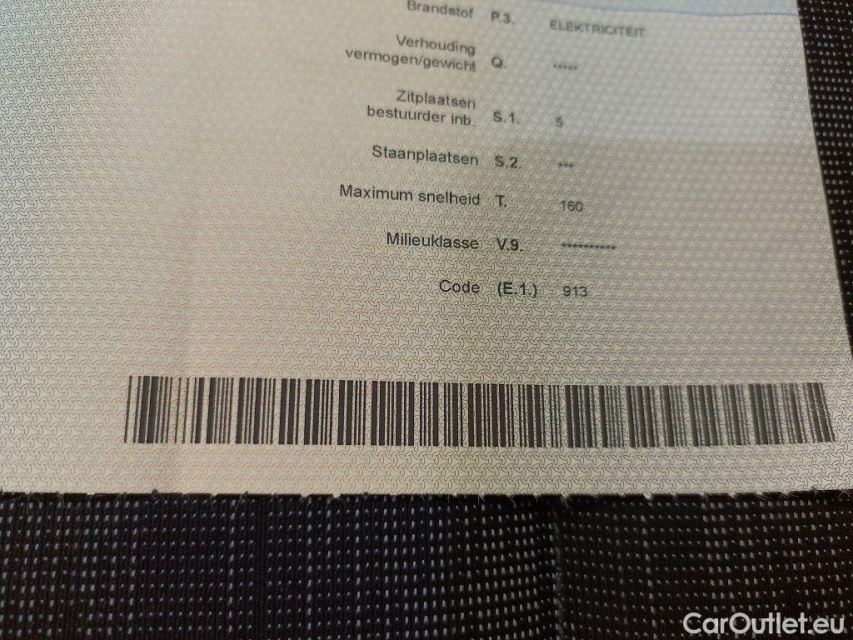 Brandstof P.3. ELEKTRICITEIT
Verhouding
vermogen/gewicht Q. *****
Zitplaatsen
bestuurder inb. S.1. 5
Staanplaatsen S.2. ***
Maximum snelheid T. 160
Milieuklasse V.9. **********
Code (E.1.) 913
CarOutlet.eu